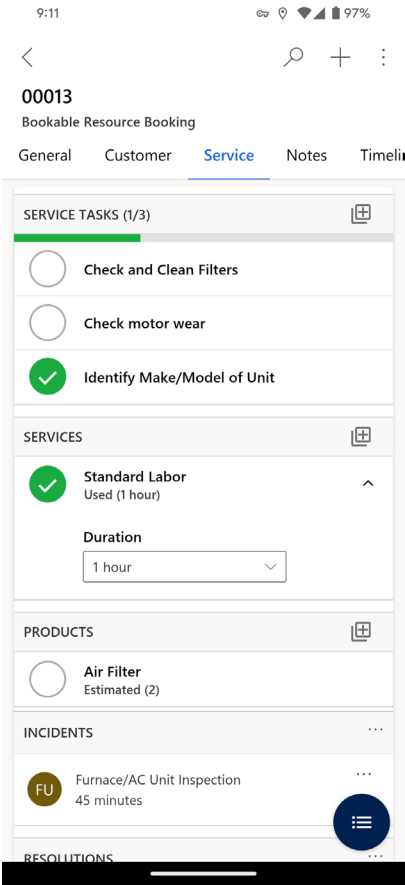 9:11
97%
00013
Bookable Resource Booking
General Customer Service Notes Timeli
SERVICE TASKS (1/3)
Check and Clean Filters
Check motor wear
Identify Make/Model of Unit
SERVICES
Standard Labor
Used (1 hour)
Duration
1 hour
PRODUCTS
Air Filter
Estimated (2)
INCIDENTS
FU
Furnace/AC Unit Inspection
45 minutes
RESOLUTIONS